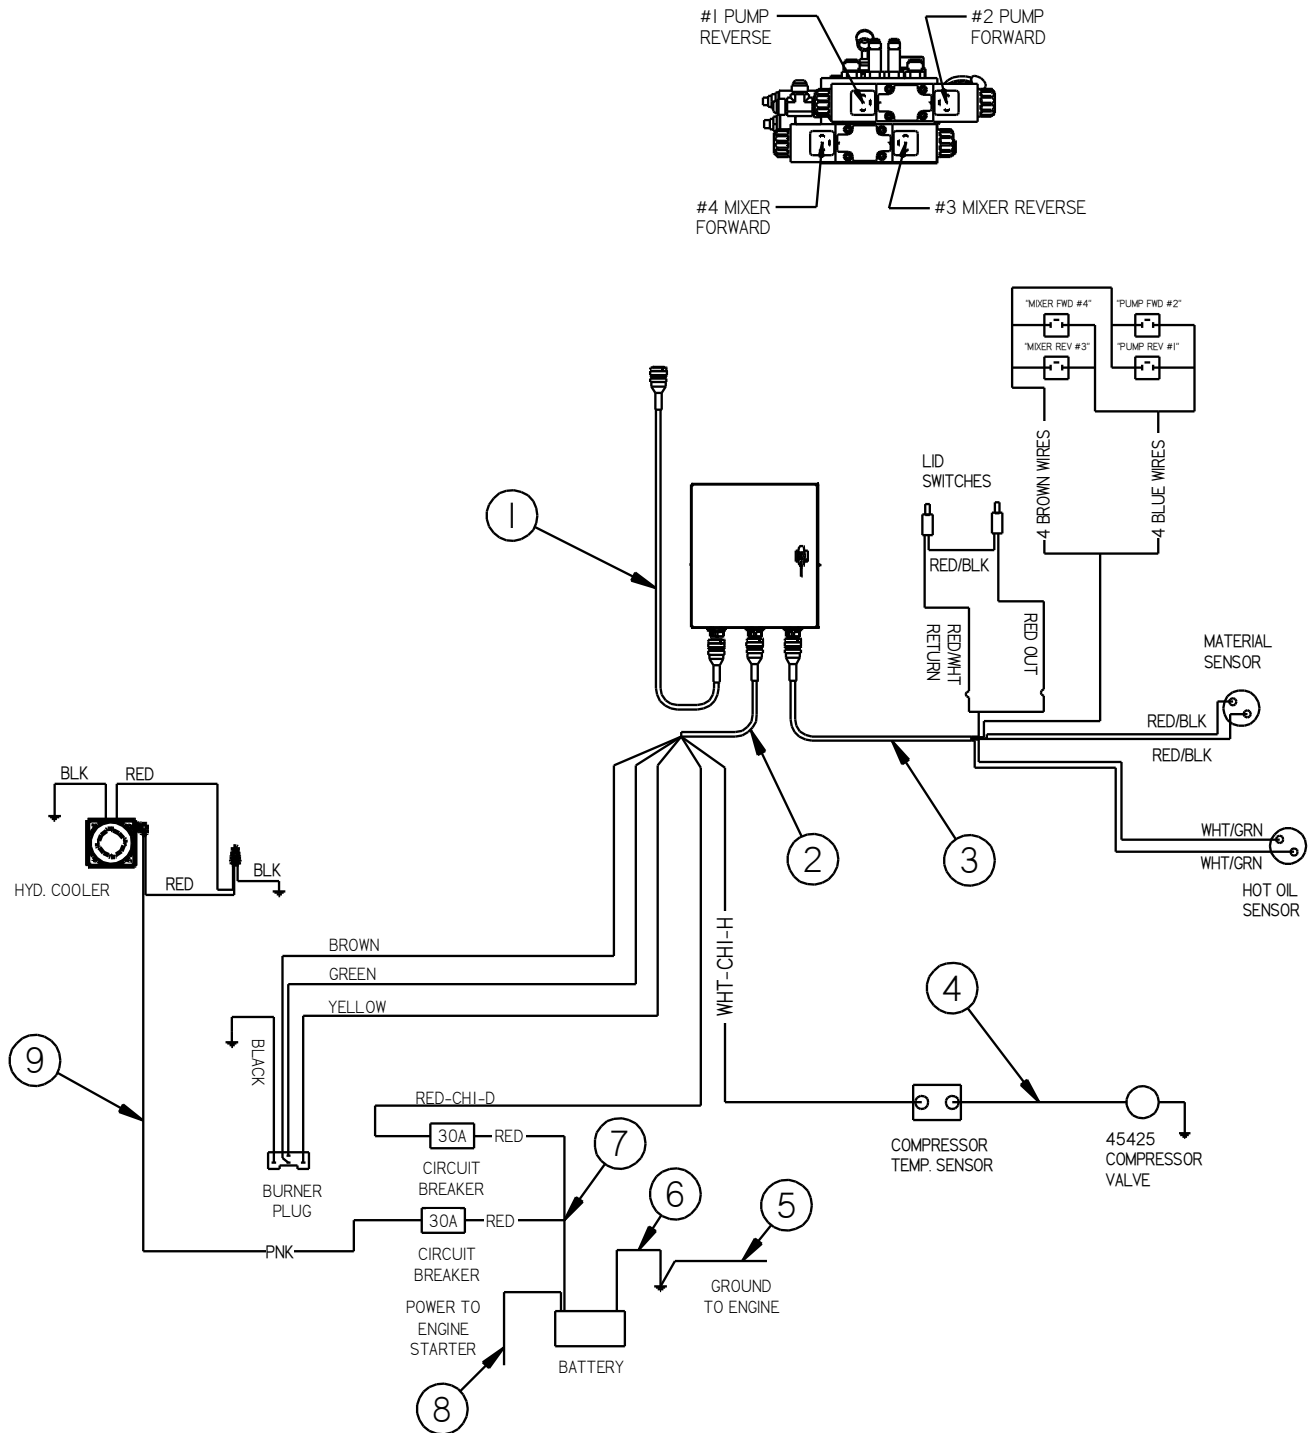 #1 PUMP
REVERSE
#2 PUMP
FORWARD
#4 MIXER
FORWARD
#3 MIXER REVERSE
"MIXER FWD #4"
"PUMP FWD #2"
"MIXER REV #3"
"PUMP REV #1"
4 BROWN WIRES
4 BLUE WIRES
LID
SWITCHES
RED/BLK
RED/WHT
RETURN
RED OUT
MATERIAL
SENSOR
RED/BLK
RED/BLK
WHT/GRN
WHT/GRN
HOT OIL
SENSOR
1
2
3
BLK
RED
HYD. COOLER
RED
BLK
BROWN
GREEN
YELLOW
BLACK
WHT-CHI-H
4
9
RED-CHI-D
30A
RED
CIRCUIT
BREAKER
7
BURNER
PLUG
COMPRESSOR
TEMP. SENSOR
45425
COMPRESSOR
VALVE
6
5
30A
RED
PNK
CIRCUIT
BREAKER
GROUND
TO ENGINE
POWER TO
ENGINE
STARTER
BATTERY
8